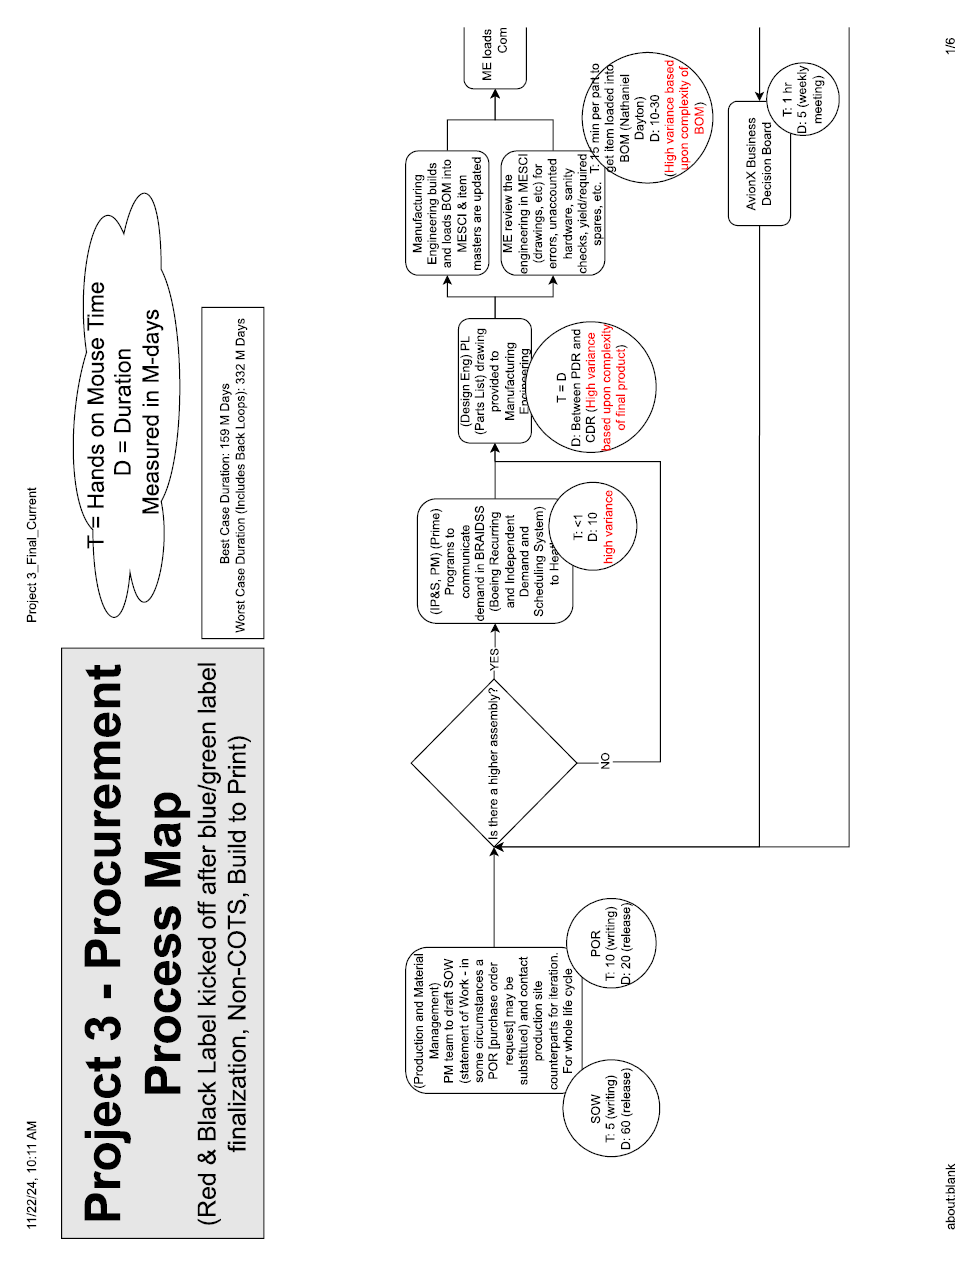 11/22/24, 10:11 AM
Project 3_Final_Current
Project 3 - Procurement
Process Map
(Red & Black Label kicked off after blue/green label
finalization, Non-COTS, Build to Print)
T = Hands on Mouse Time
D = Duration
Measured in M-days
Best Case Duration: 159 M Days
Worst Case Duration (Includes Back Loops): 332 M Days
(Production and Material
Management)
PM team to draft SOW
(statement of Work - in
some circumstances a
POR [purchase order
request] may be
substitued) and contact
production site
counterparts for iteration.
For whole life cycle
SOW
T: 5 (writing)
D: 60 (release)
POR
T: 10 (writing)
D: 20 (release)
Is there a higher assembly?
YES
NO
(IP&S, PM) (Prime)
Programs to
communicate
demand in BRAIDSS
(Boeing Recurring
and Independent
Demand and
Scheduling System)
to
T: <1
D: 10
high variance
(Design Eng) PL
(Parts List) drawing
provided to
Manufacturing
Engineering
T = D
D: Between PDR and
CDR (High variance
based upon complexity
of final product)
Manufacturing
Engineering builds
and loads BOM into
MESCI & item
masters are updated
ME review the
engineering in MESCI
(drawings, etc) for
errors, unaccounted
hardware, sanity
checks, yield/required
spares, etc.
T: 15 min per part to
get item loaded into
BOM (Nathaniel
Dayton)
D: 10-30
(High variance based
upon complexity of
BOM)
ME loads
Com
AvionX Business
Decision Board
T: 1 hr
D: 5 (weekly
meeting)
about:blank
1/6